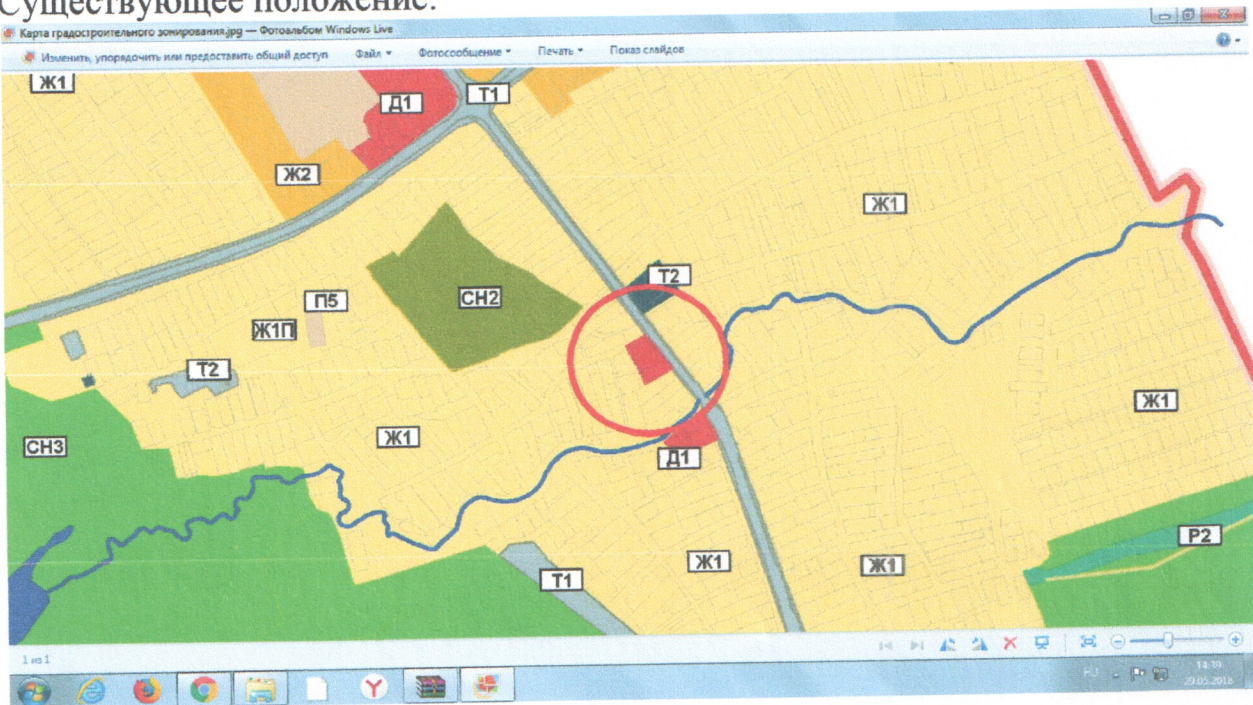 Существующее положение:
Карта градостроительного зонирования.jpg — Фотоальбом Windows Live
Изменить, упорядочить или предоставить общий доступ Файл Фотосообщение Печать Показ слайдов
Ж1
Д1
Т1
Ж2
Ж1
Т2
СН2
П5
Ж1П
Т2
Ж1
Ж1
СН3
Д1
Р2
Ж1
Ж1
Т1
1 из 1
RU
14:39
29.05.2018